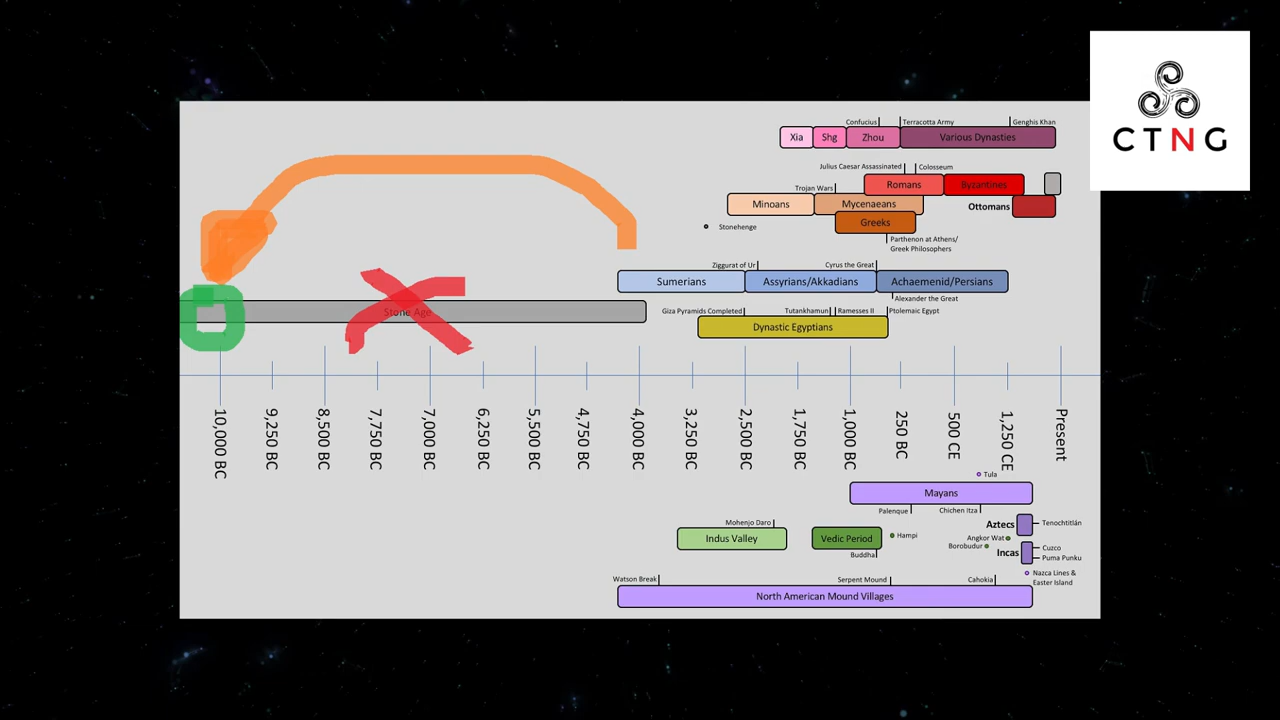 CTNG
Confucius
Terracotta Army
Genghis Khan
Xia
Shg
Zhou
Various Dynasties
Julius Caesar Assassinated
Colosseum
Romans
Byzantines
Trojan Wars
Minoans
Mycenaeans
Ottomans
Greeks
Stonehenge
Parthenon at Athens/
Greek Philosophers
Ziggurat of Ur
Cyrus the Great
Sumerians
Assyrians/Akkadians
Achaemenid/Persians
Alexander the Great
Stone Age
Giza Pyramids Completed
Tutankhamun
Ramesses II
Ptolemaic Egypt
Dynastic Egyptians
10,000 BC
9,250 BC
8,500 BC
7,750 BC
7,000 BC
6,250 BC
5,500 BC
4,750 BC
4,000 BC
3,250 BC
2,500 BC
1,750 BC
1,000 BC
250 BC
500 CE
1,250 CE
Present
Tula
Mayans
Palenque
Chichen Itza
Mohenjo Daro
Aztecs
Tenochtitlán
Indus Valley
Vedic Period
Hampi
Angkor Wat
Borobudur
Buddha
Incas
Cuzco
Puma Punku
Nazca Lines &
Easter Island
Watson Break
Serpent Mound
Cahokia
North American Mound Villages